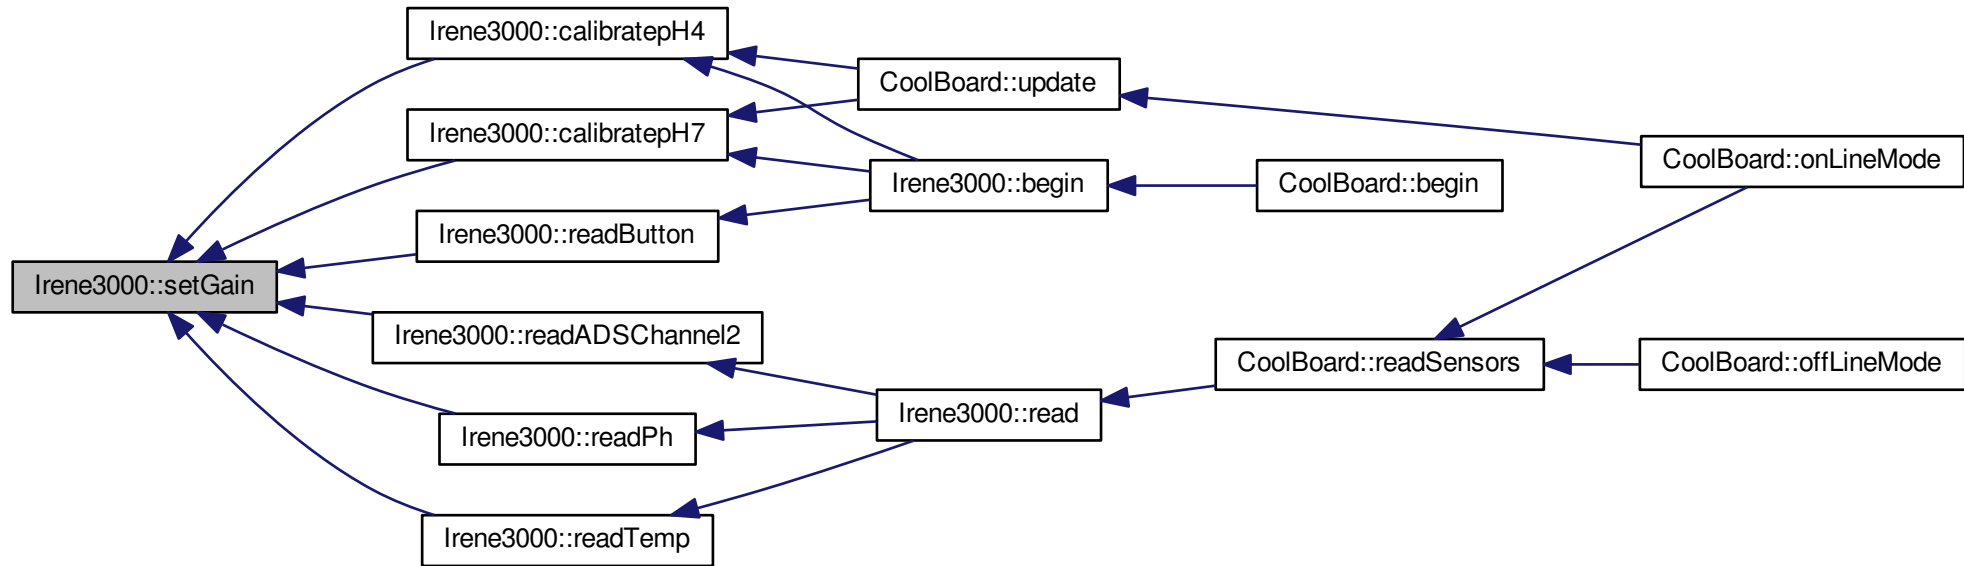 Irene3000::calibratepH4
CoolBoard::update
Irene3000::calibratepH7
CoolBoard::onLineMode
Irene3000::begin
CoolBoard::begin
Irene3000::readButton
Irene3000::setGain
Irene3000::readADSChannel2
CoolBoard::readSensors
CoolBoard::offLineMode
Irene3000::read
Irene3000::readPh
Irene3000::readTemp